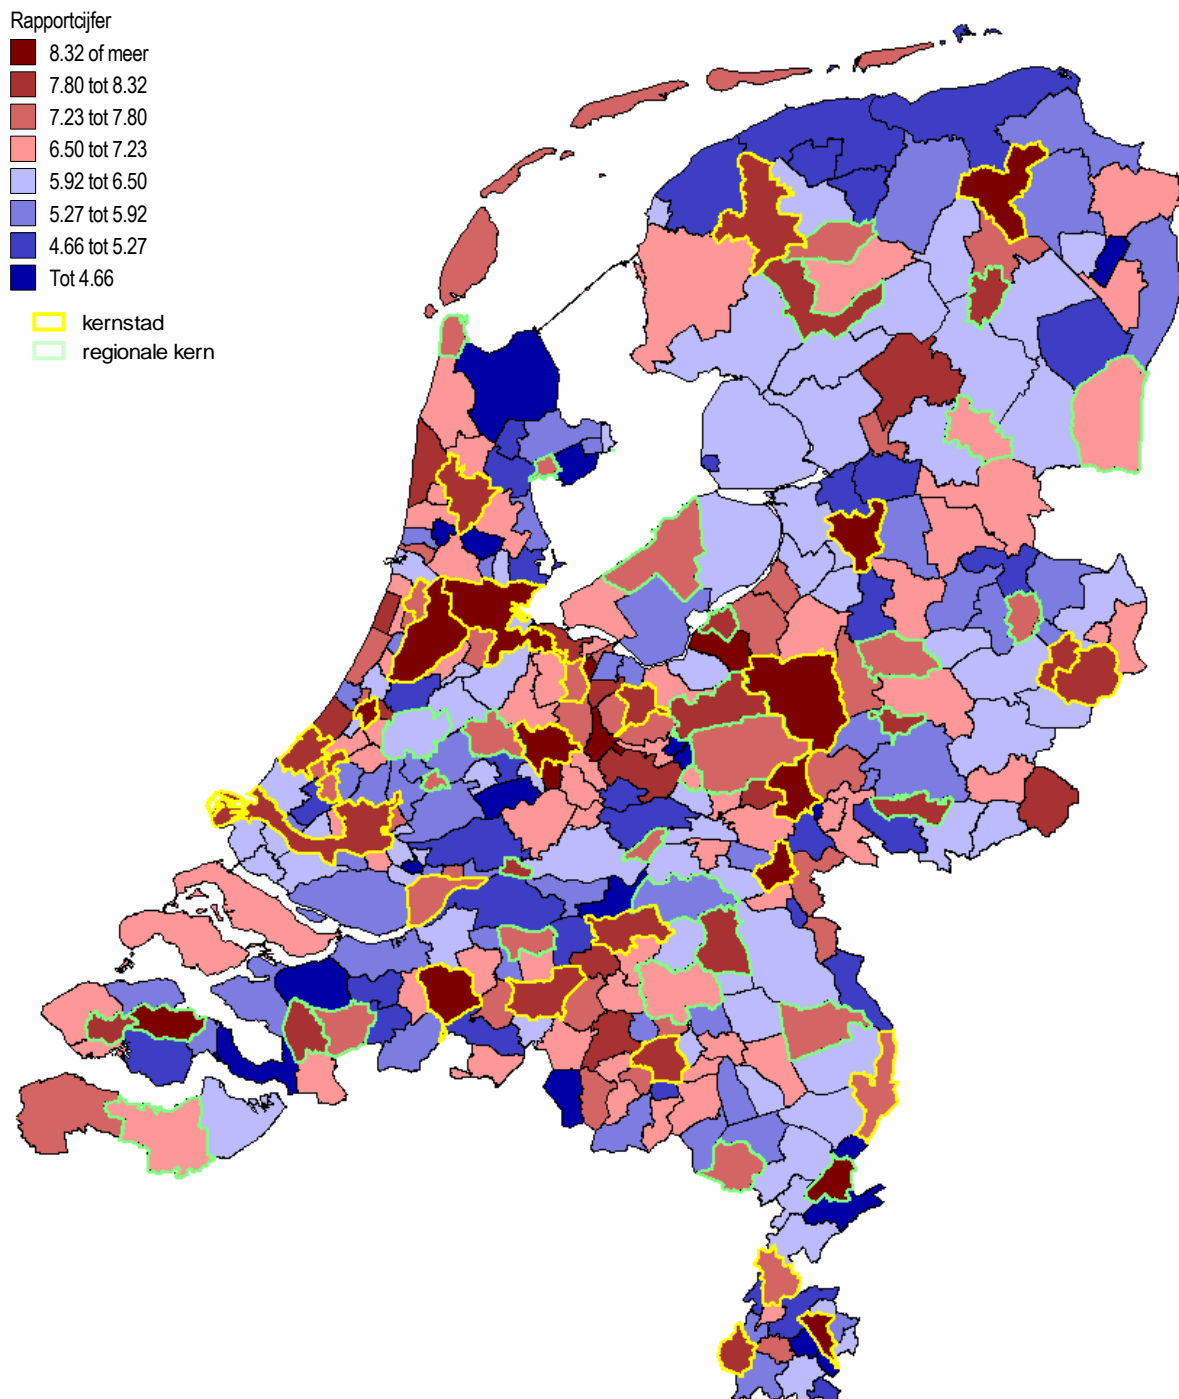 Rapportcijfer
8.32 of meer
7.80 tot 8.32
7.23 tot 7.80
6.50 tot 7.23
5.92 tot 6.50
5.27 tot 5.92
4.66 tot 5.27
Tot 4.66
kernstad
regionale kern